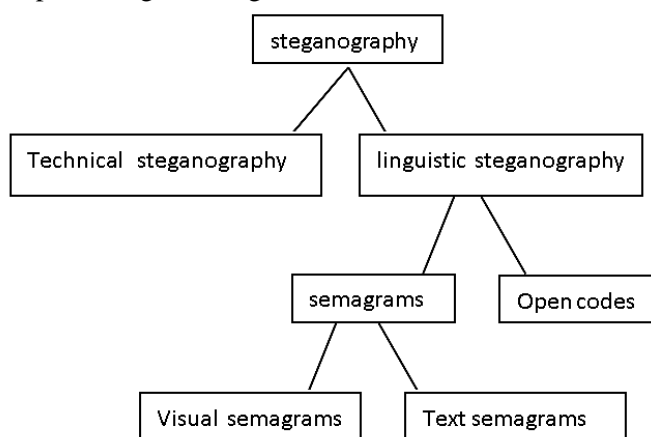 steganography
Technical steganography
linguistic steganography
semagrams
Open codes
Visual semagrams
Text semagrams